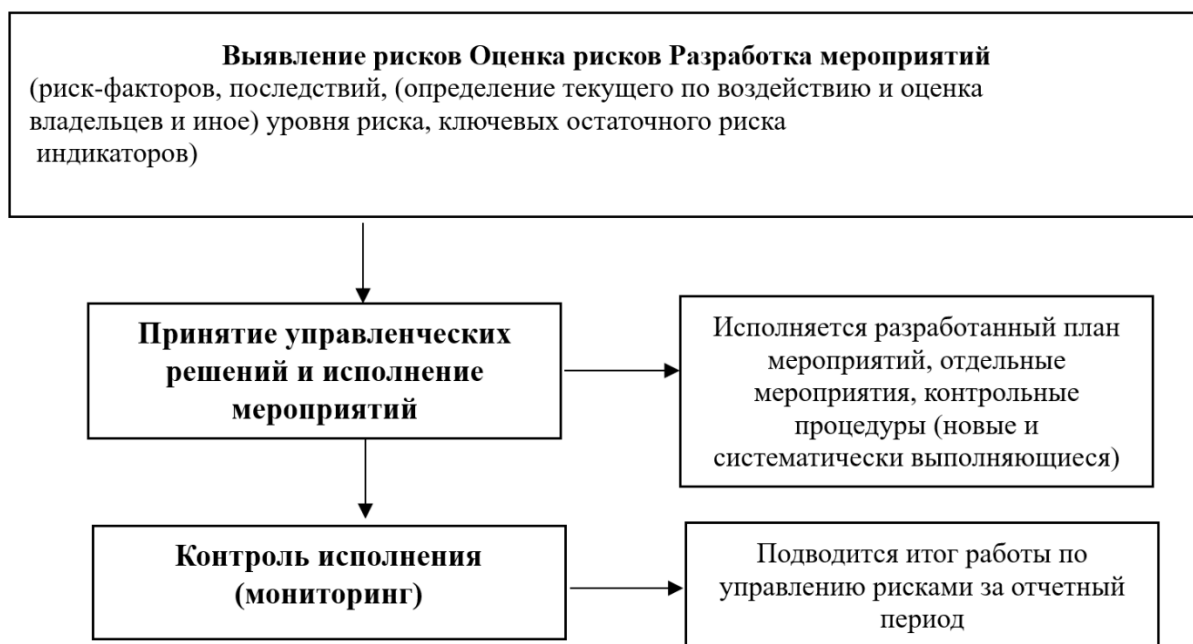 Выявление рисков Оценка рисков Разработка мероприятий
(риск-факторов, последствий, (определение текущего по воздействию и оценка
владельцев и иное) уровня риска, ключевых остаточного риска
индикаторов)
Принятие управленческих
решений и исполнение
мероприятий
Исполняется разработанный план
мероприятий, отдельные
мероприятия, контрольные
процедуры (новые и
систематически выполняющиеся)
Контроль исполнения
(мониторинг)
Подводится итог работы по
управлению рисками за отчетный
период